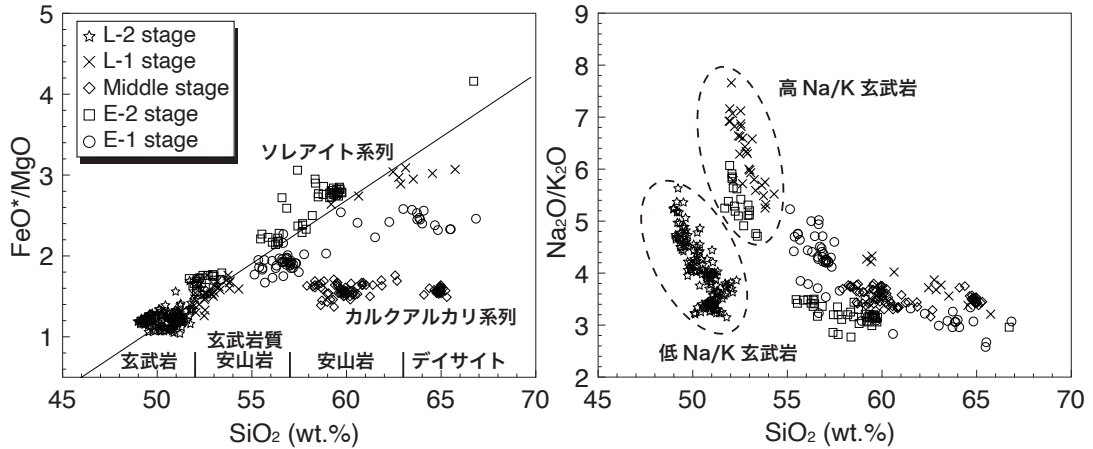 5
4
3
2
1
FeO*/MgO
L-2 stage
L-1 stage
Middle stage
E-2 stage
E-1 stage
ソレアイト系列
カルクアルカリ系列
玄武岩
玄武岩質
安山岩
安山岩
デイサイト
45
50
55
60
65
70
SiO₂ (wt.%)
9
8
7
6
5
4
3
2
Na₂O/K₂O
高 Na/K 玄武岩
低 Na/K 玄武岩
45
50
55
60
65
70
SiO₂ (wt.%)